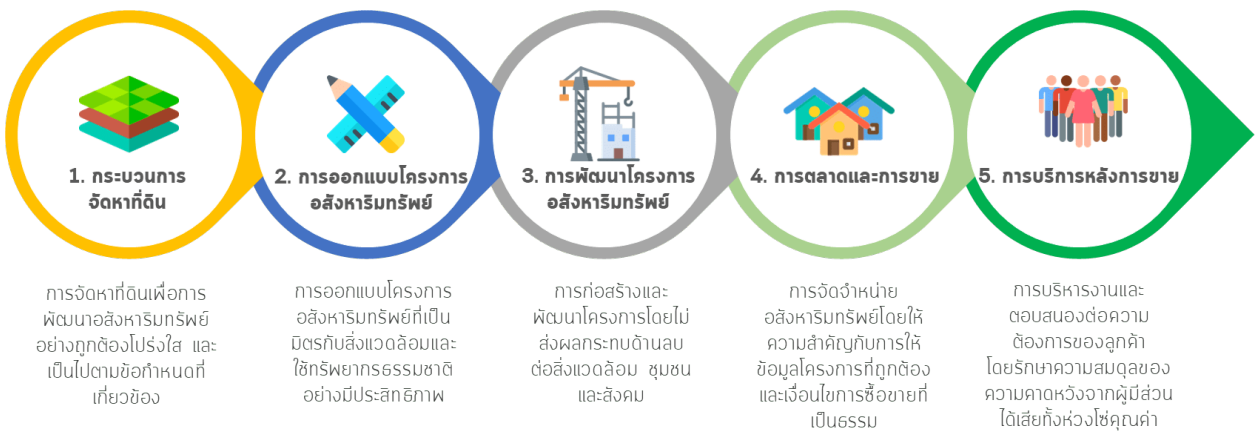 1. กระบวนการ
จัดหาที่ดิน
2. การออกแบบโครงการ
อสังหาริมทรัพย์
3. การพัฒนาโครงการ
อสังหาริมทรัพย์
4. การตลาดและการขาย
5. การบริการหลังการขาย
การจัดหาที่ดินเพื่อการ
พัฒนาอสังหาริมทรัพย์
อย่างถูกต้องโปร่งใส และ
เป็นไปตามข้อกำหนดที่
เกี่ยวข้อง
การออกแบบโครงการ
อสังหาริมทรัพย์ที่เป็น
มิตรกับสิ่งแวดล้อมและ
ใช้ทรัพยากรธรรมชาติ
อย่างมีประสิทธิภาพ
การก่อสร้างและ
พัฒนาโครงการโดยไม่
ส่งผลกระทบด้านลบ
ต่อสิ่งแวดล้อม ชุมชน
และสังคม
การจัดจำหน่าย
อสังหาริมทรัพย์โดยให้
ความสำคัญกับการให้
ข้อมูลโครงการที่ถูกต้อง
และเงื่อนไขการซื้อขายที่
เป็นธรรม
การบริหารงานและ
ตอบสนองต่อความ
ต้องการของลูกค้า
โดยรักษาความสมดุลของ
ความคาดหวังจากผู้มีส่วน
ได้เสียทั้งห่วงโซ่คุณค่า